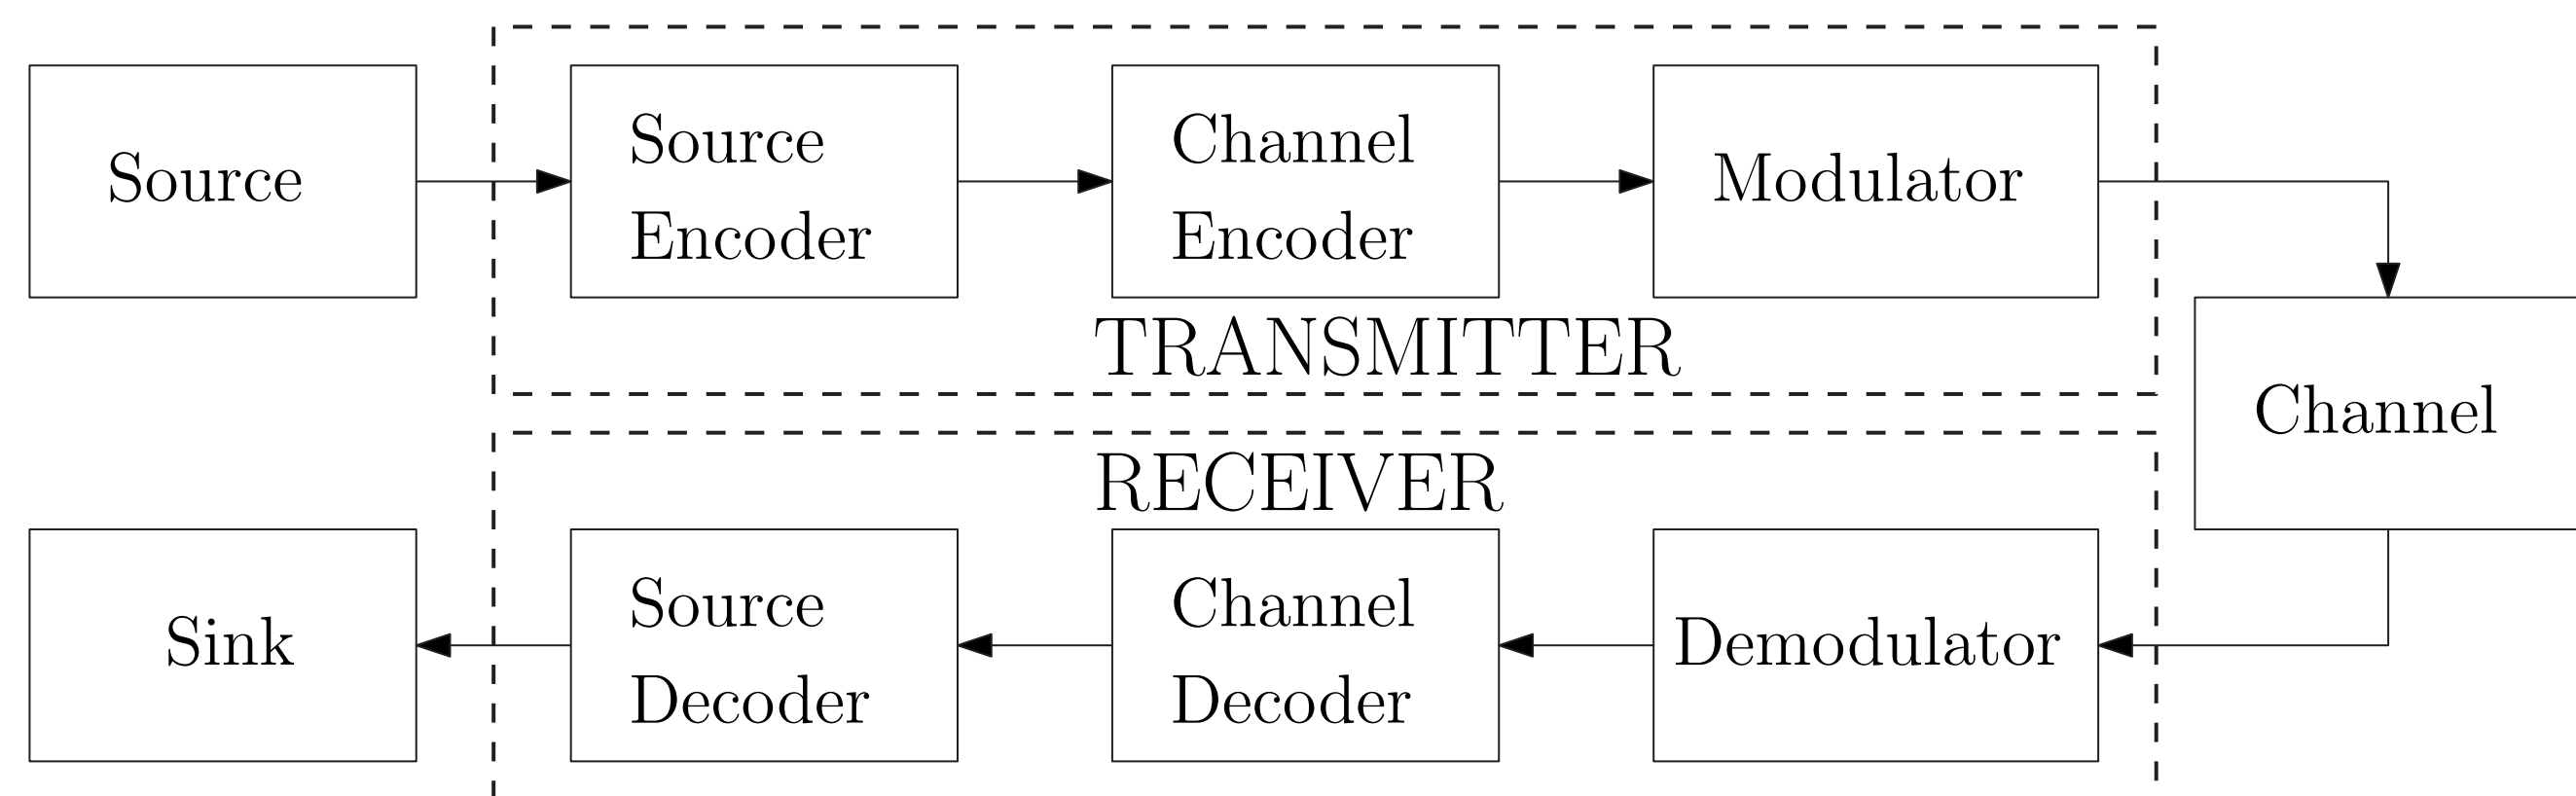 Source
Source
Encoder
Channel
Encoder
Modulator
TRANSMITTER
Channel
RECEIVER
Sink
Source
Decoder
Channel
Decoder
Demodulator